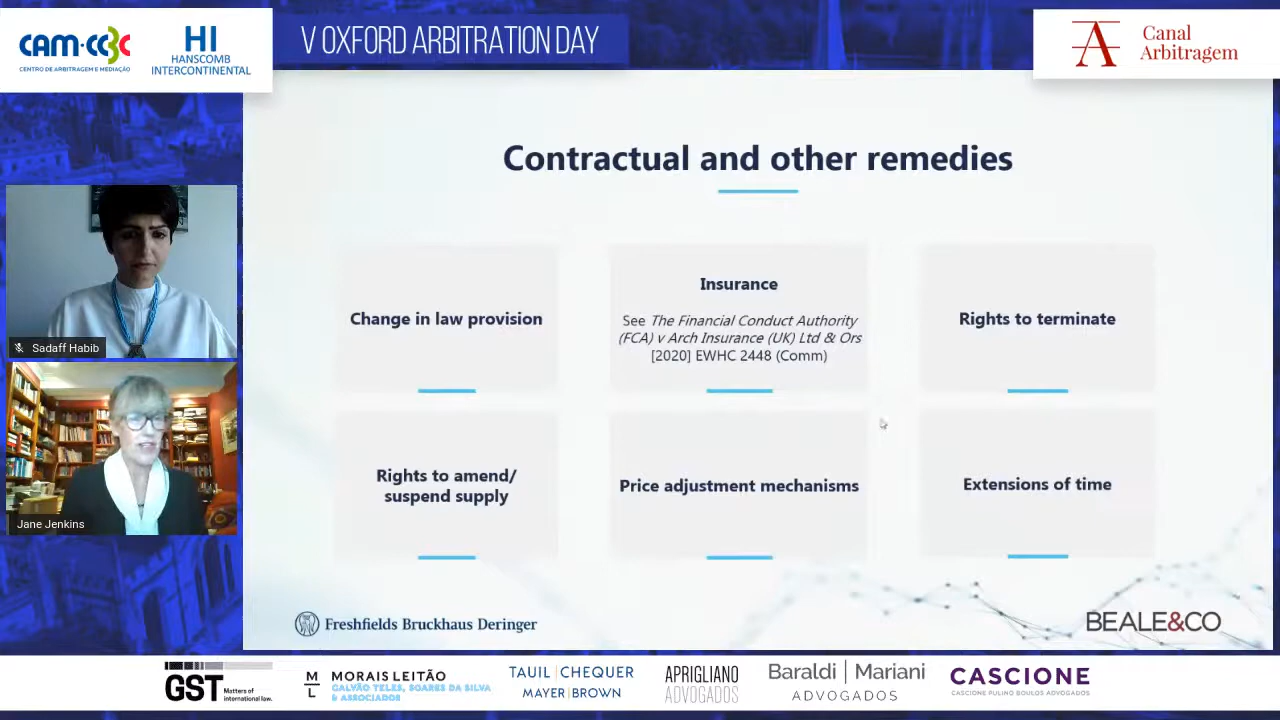 CAM-CCBC
CENTRO DE ARBITRAGEM E MEDIAÇÃO
HI
HANSCOMB
INTERCONTINENTAL
V OXFORD ARBITRATION DAY
Canal
Arbitragem
Contractual and other remedies
Change in law provision
Insurance
See The Financial Conduct Authority
(FCA) v Arch Insurance (UK) Ltd & Ors
[2020] EWHC 2448 (Comm)
Rights to terminate
Rights to amend/
suspend supply
Price adjustment mechanisms
Extensions of time
Sadaff Habib
Jane Jenkins
Freshfields Bruckhaus Deringer
BEALE&CO
GST Matters of
international law.
M
L
MORAIS LEITÃO
GALVÃO TELES, SOARES DA SILVA
& ASSOCIADOS
TAUIL | CHEQUER
MAYER | BROWN
APRIGLIANO
ADVOGADOS
Baraldi | Mariani
ADVOGADOS
CASCIONE
CASCIONE PULINO BOULOS ADVOGADOS